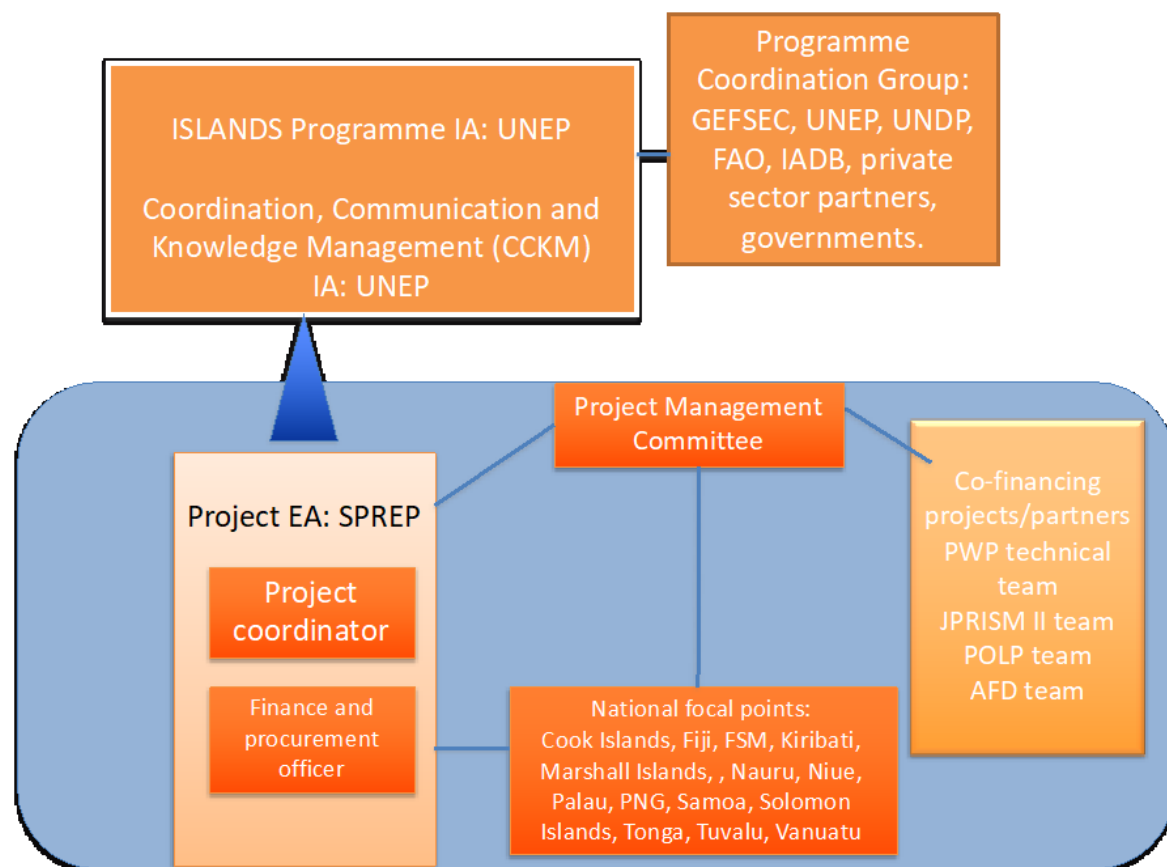 ISLANDS Programme IA: UNEP
Coordination, Communication and
Knowledge Management (CCKM)
IA: UNEP
Programme
Coordination Group:
GEFSEC, UNEP, UNDP,
FAO, IADB, private
sector partners,
governments.
Project Management
Committee
Project EA: SPREP
Project
coordinator
Finance and
procurement
officer
National focal points:
Cook Islands, Fiji, FSM, Kiribati,
Marshall Islands, , Nauru, Niue,
Palau, PNG, Samoa, Solomon
Islands, Tonga, Tuvalu, Vanuatu
Co-financing
projects/partners
PWP technical
team
JPRISM II team
POLP team
AFD team